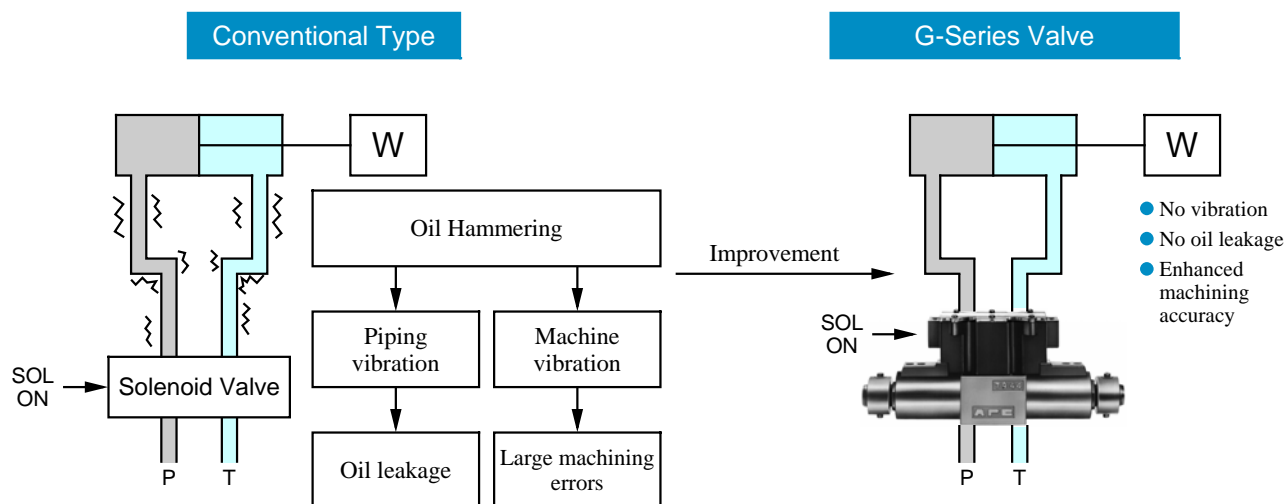 Conventional Type
G-Series Valve
W
Oil Hammering
Piping
vibration
Machine
vibration
Oil leakage
Large machining
errors
SOL
ON
Solenoid Valve
P
T
Improvement
W
No vibration
No oil leakage
Enhanced
machining
accuracy
SOL
ON
P
T